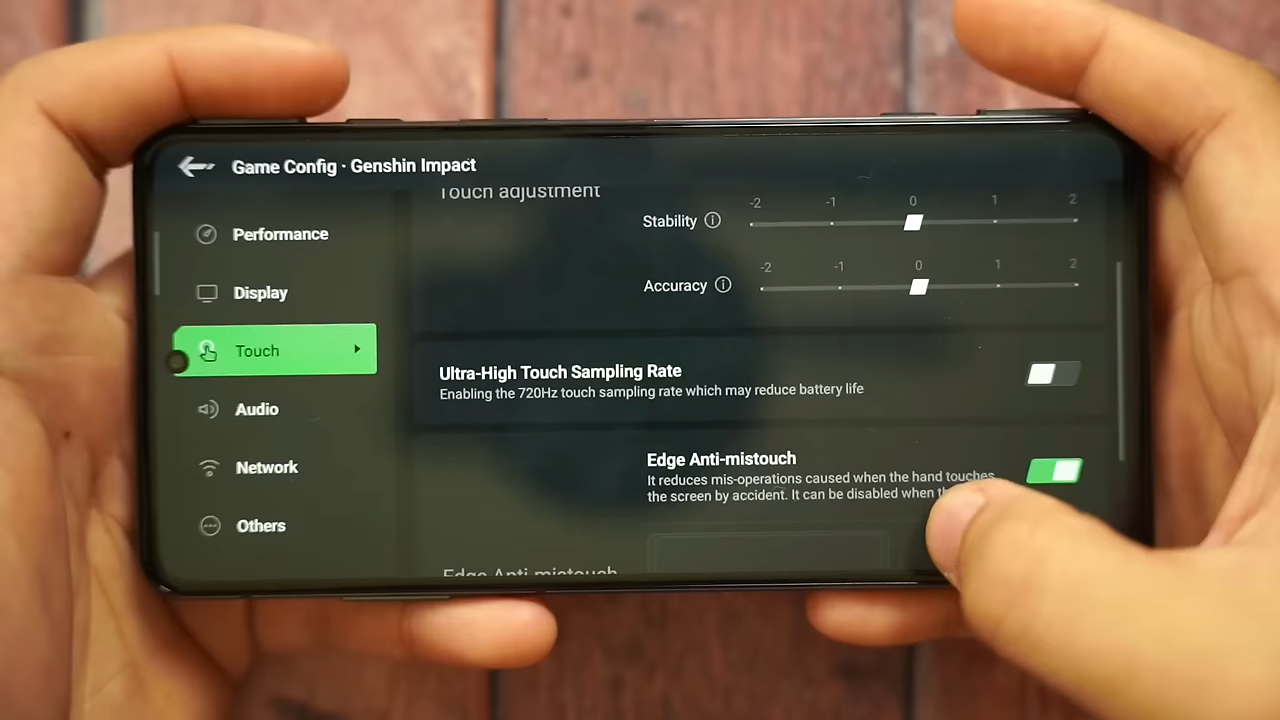 Game Config · Genshin Impact
Touch adjustment
-2 -1 0 1 2
Stability
-2 -1 0 1 2
Accuracy
Performance
Display
Touch
Audio
Network
Others
Ultra-High Touch Sampling Rate
Enabling the 720Hz touch sampling rate which may reduce battery life
Edge Anti-mistouch
It reduces mis-operations caused when the hand touches
the screen by accident. It can be disabled when
Edge Anti-mistouch